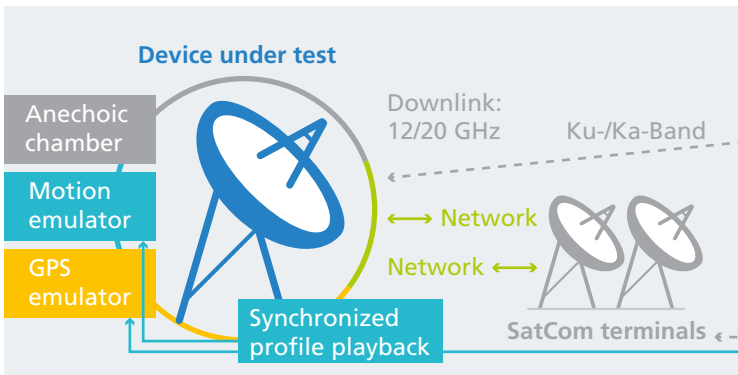 Device under test
Anechoic
chamber
Downlink:
12/20 GHz
Ku-/Ka-Band
Motion
emulator
Network
Network
GPS
emulator
Synchronized
profile playback
SatCom terminals